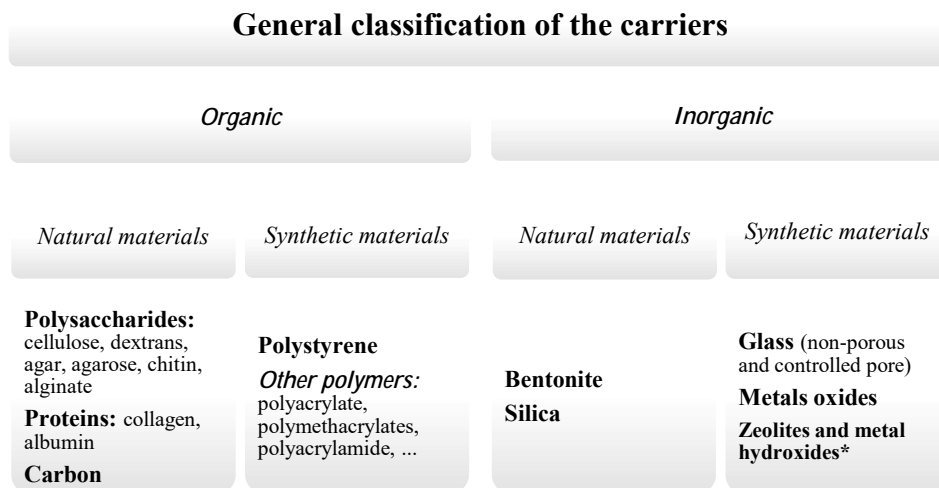 General classification of the carriers
Organic
Inorganic
Natural materials
Synthetic materials
Natural materials
Synthetic materials
Polysaccharides:
cellulose, dextrans,
agar, agarose, chitin,
alginate
Proteins: collagen,
albumin
Carbon
Polystyrene
Other polymers:
polyacrylate,
polymethacrylates,
polyacrylamide, ...
Bentonite
Silica
Glass (non-porous
and controlled pore)
Metals oxides
Zeolites and metal
hydroxides*